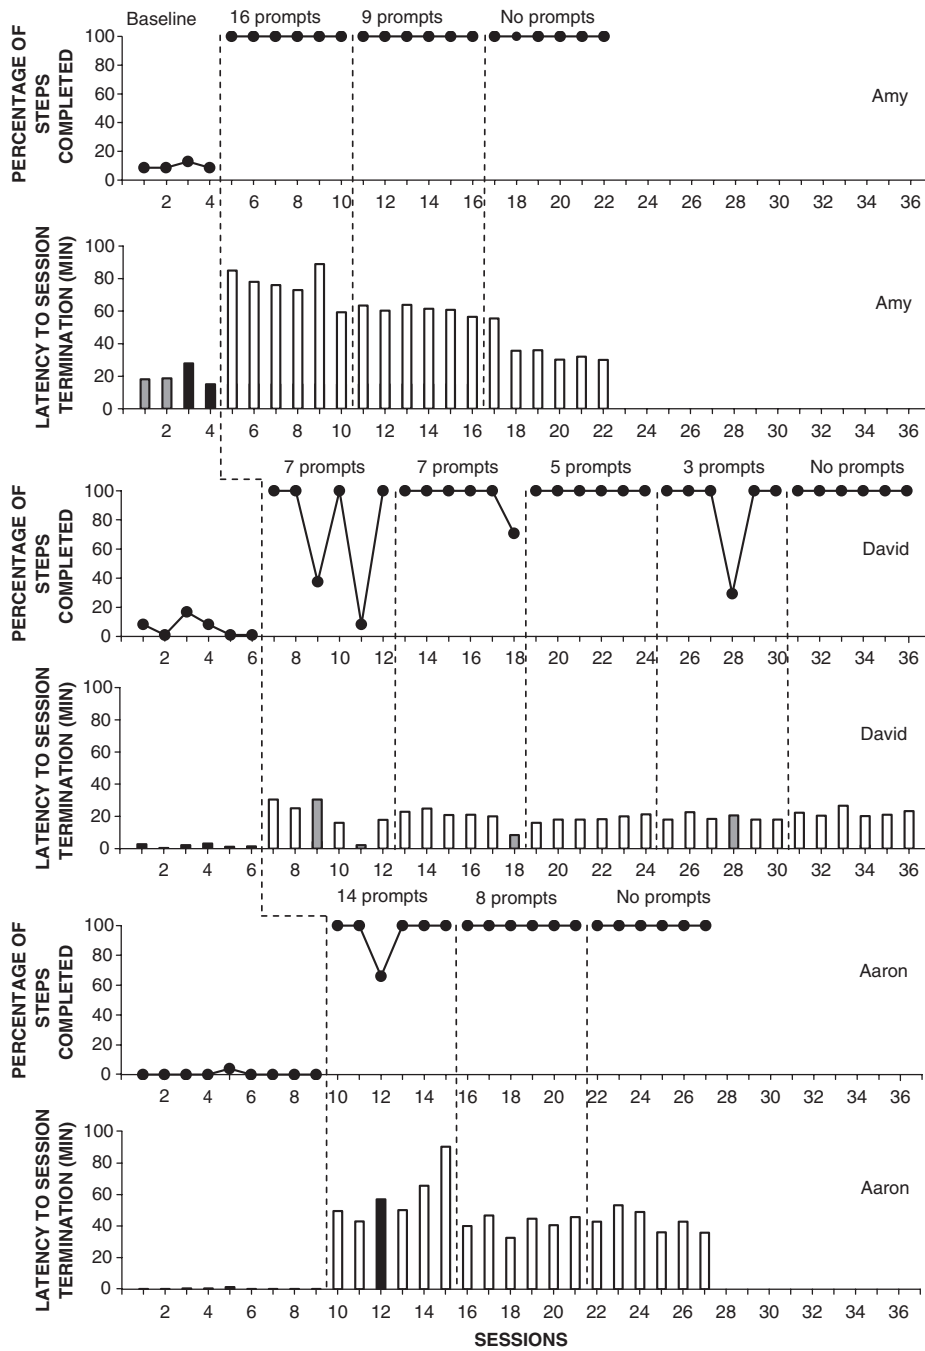 Baseline 16 prompts 9 prompts No prompts
PERCENTAGE OF
STEPS
COMPLETED
100
80
60
40
20
0
Amy
2 4 6 8 10 12 14 16 18 20 22 24 26 28 30 32 34 36
LATENCY TO SESSION
TERMINATION (MIN)
100
80
60
40
20
0
Amy
2 4 6 8 10 12 14 16 18 20 22 24 26 28 30 32 34 36
7 prompts 7 prompts 5 prompts 3 prompts No prompts
PERCENTAGE OF
STEPS
COMPLETED
100
80
60
40
20
0
David
2 4 6 8 10 12 14 16 18 20 22 24 26 28 30 32 34 36
LATENCY TO SESSION
TERMINATION (MIN)
100
80
60
40
20
0
David
2 4 6 8 10 12 14 16 18 20 22 24 26 28 30 32 34 36
14 prompts 8 prompts No prompts
PERCENTAGE OF
STEPS
COMPLETED
100
80
60
40
20
0
Aaron
2 4 6 8 10 12 14 16 18 20 22 24 26 28 30 32 34 36
LATENCY TO SESSION
TERMINATION (MIN)
100
80
60
40
20
0
Aaron
2 4 6 8 10 12 14 16 18 20 22 24 26 28 30 32 34 36
SESSIONS